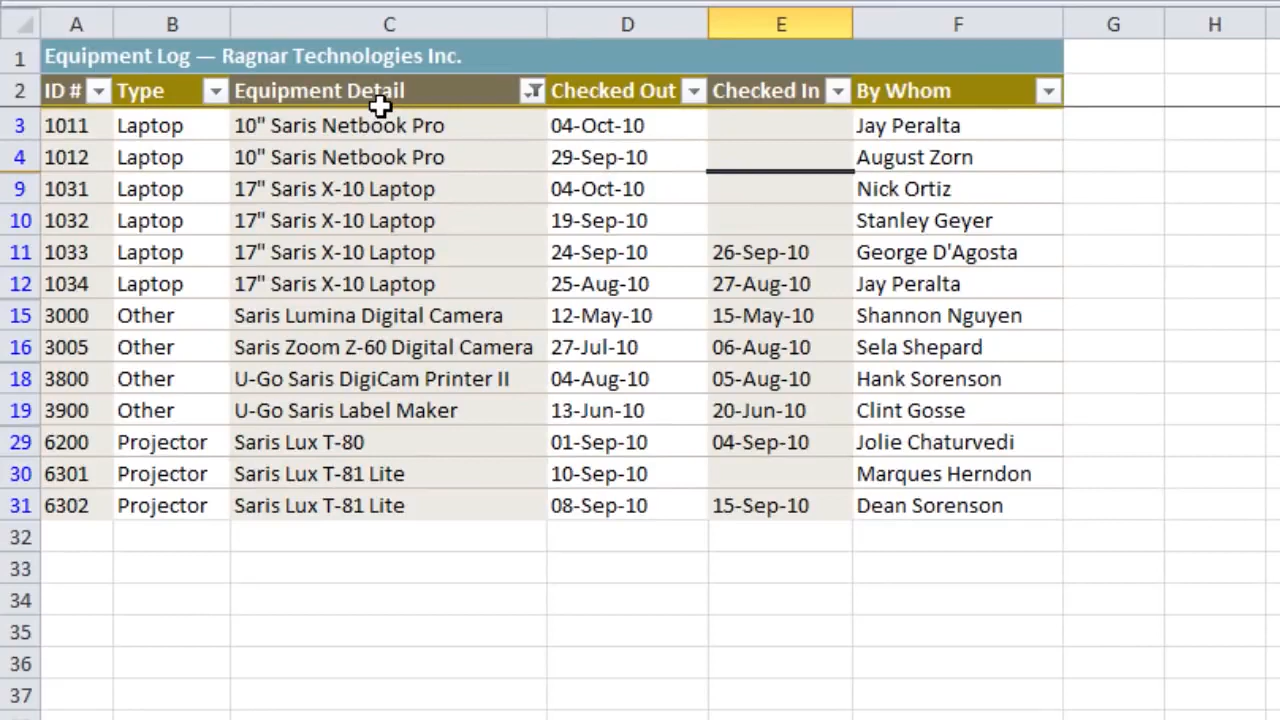 A B C D E F G H
1 Equipment Log — Ragnar Technologies Inc.
2 ID # Type Equipment Detail Checked Out Checked In By Whom
3 1011 Laptop 10" Saris Netbook Pro 04-Oct-10 Jay Peralta
4 1012 Laptop 10" Saris Netbook Pro 29-Sep-10 August Zorn
9 1031 Laptop 17" Saris X-10 Laptop 04-Oct-10 Nick Ortiz
10 1032 Laptop 17" Saris X-10 Laptop 19-Sep-10 Stanley Geyer
11 1033 Laptop 17" Saris X-10 Laptop 24-Sep-10 26-Sep-10 George D'Agosta
12 1034 Laptop 17" Saris X-10 Laptop 25-Aug-10 27-Aug-10 Jay Peralta
15 3000 Other Saris Lumina Digital Camera 12-May-10 15-May-10 Shannon Nguyen
16 3005 Other Saris Zoom Z-60 Digital Camera 27-Jul-10 06-Aug-10 Sela Shepard
18 3800 Other U-Go Saris DigiCam Printer II 04-Aug-10 05-Aug-10 Hank Sorenson
19 3900 Other U-Go Saris Label Maker 13-Jun-10 20-Jun-10 Clint Gosse
29 6200 Projector Saris Lux T-80 01-Sep-10 04-Sep-10 Jolie Chaturvedi
30 6301 Projector Saris Lux T-81 Lite 10-Sep-10 Marques Herndon
31 6302 Projector Saris Lux T-81 Lite 08-Sep-10 15-Sep-10 Dean Sorenson
32
33
34
35
36
37